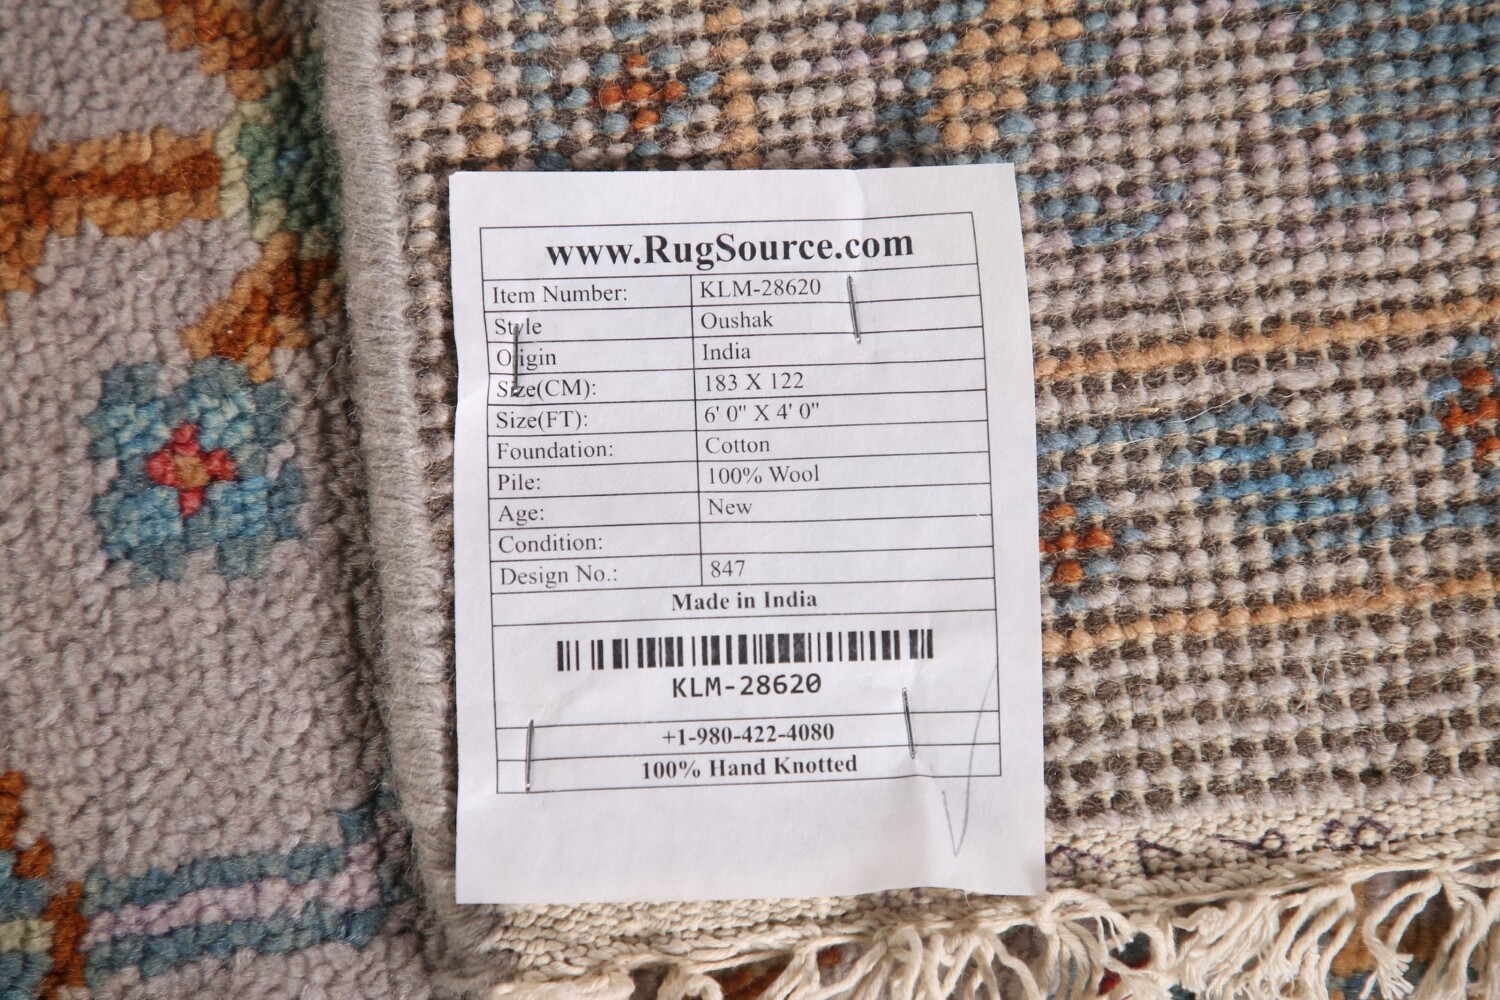 www.RugSource.com
Item Number: KLM-28620
Style Oushak
Origin India
Size(CM): 183 X 122
Size(FT): 6' 0" X 4' 0"
Foundation: Cotton
Pile: 100% Wool
Age: New
Condition:
Design No.: 847
Made in India
KLM-28620
+1-980-422-4080
100% Hand Knotted